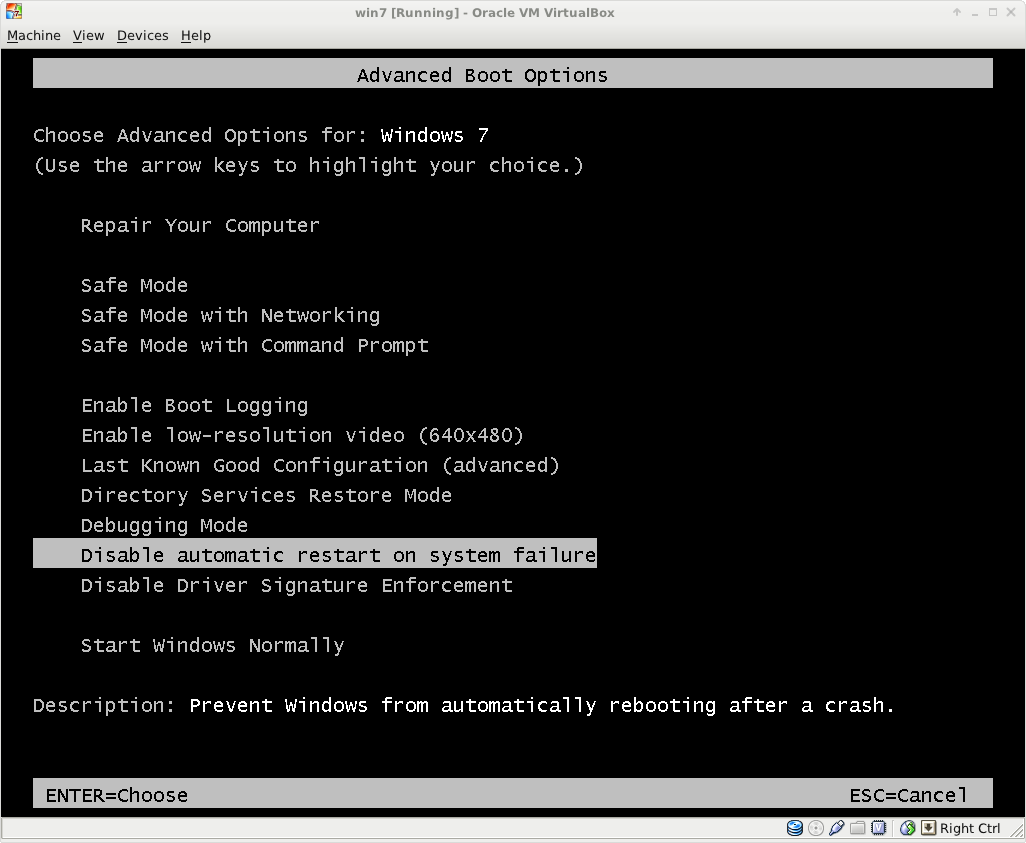 win7 [Running] - Oracle VM VirtualBox
Machine View Devices Help
Advanced Boot Options
Choose Advanced Options for: Windows 7
(Use the arrow keys to highlight your choice.)
Repair Your Computer
Safe Mode
Safe Mode with Networking
Safe Mode with Command Prompt
Enable Boot Logging
Enable low-resolution video (640x480)
Last Known Good Configuration (advanced)
Directory Services Restore Mode
Debugging Mode
Disable automatic restart on system failure
Disable Driver Signature Enforcement
Start Windows Normally
Description: Prevent Windows from automatically rebooting after a crash.
ENTER=Choose ESC=Cancel
Right Ctrl